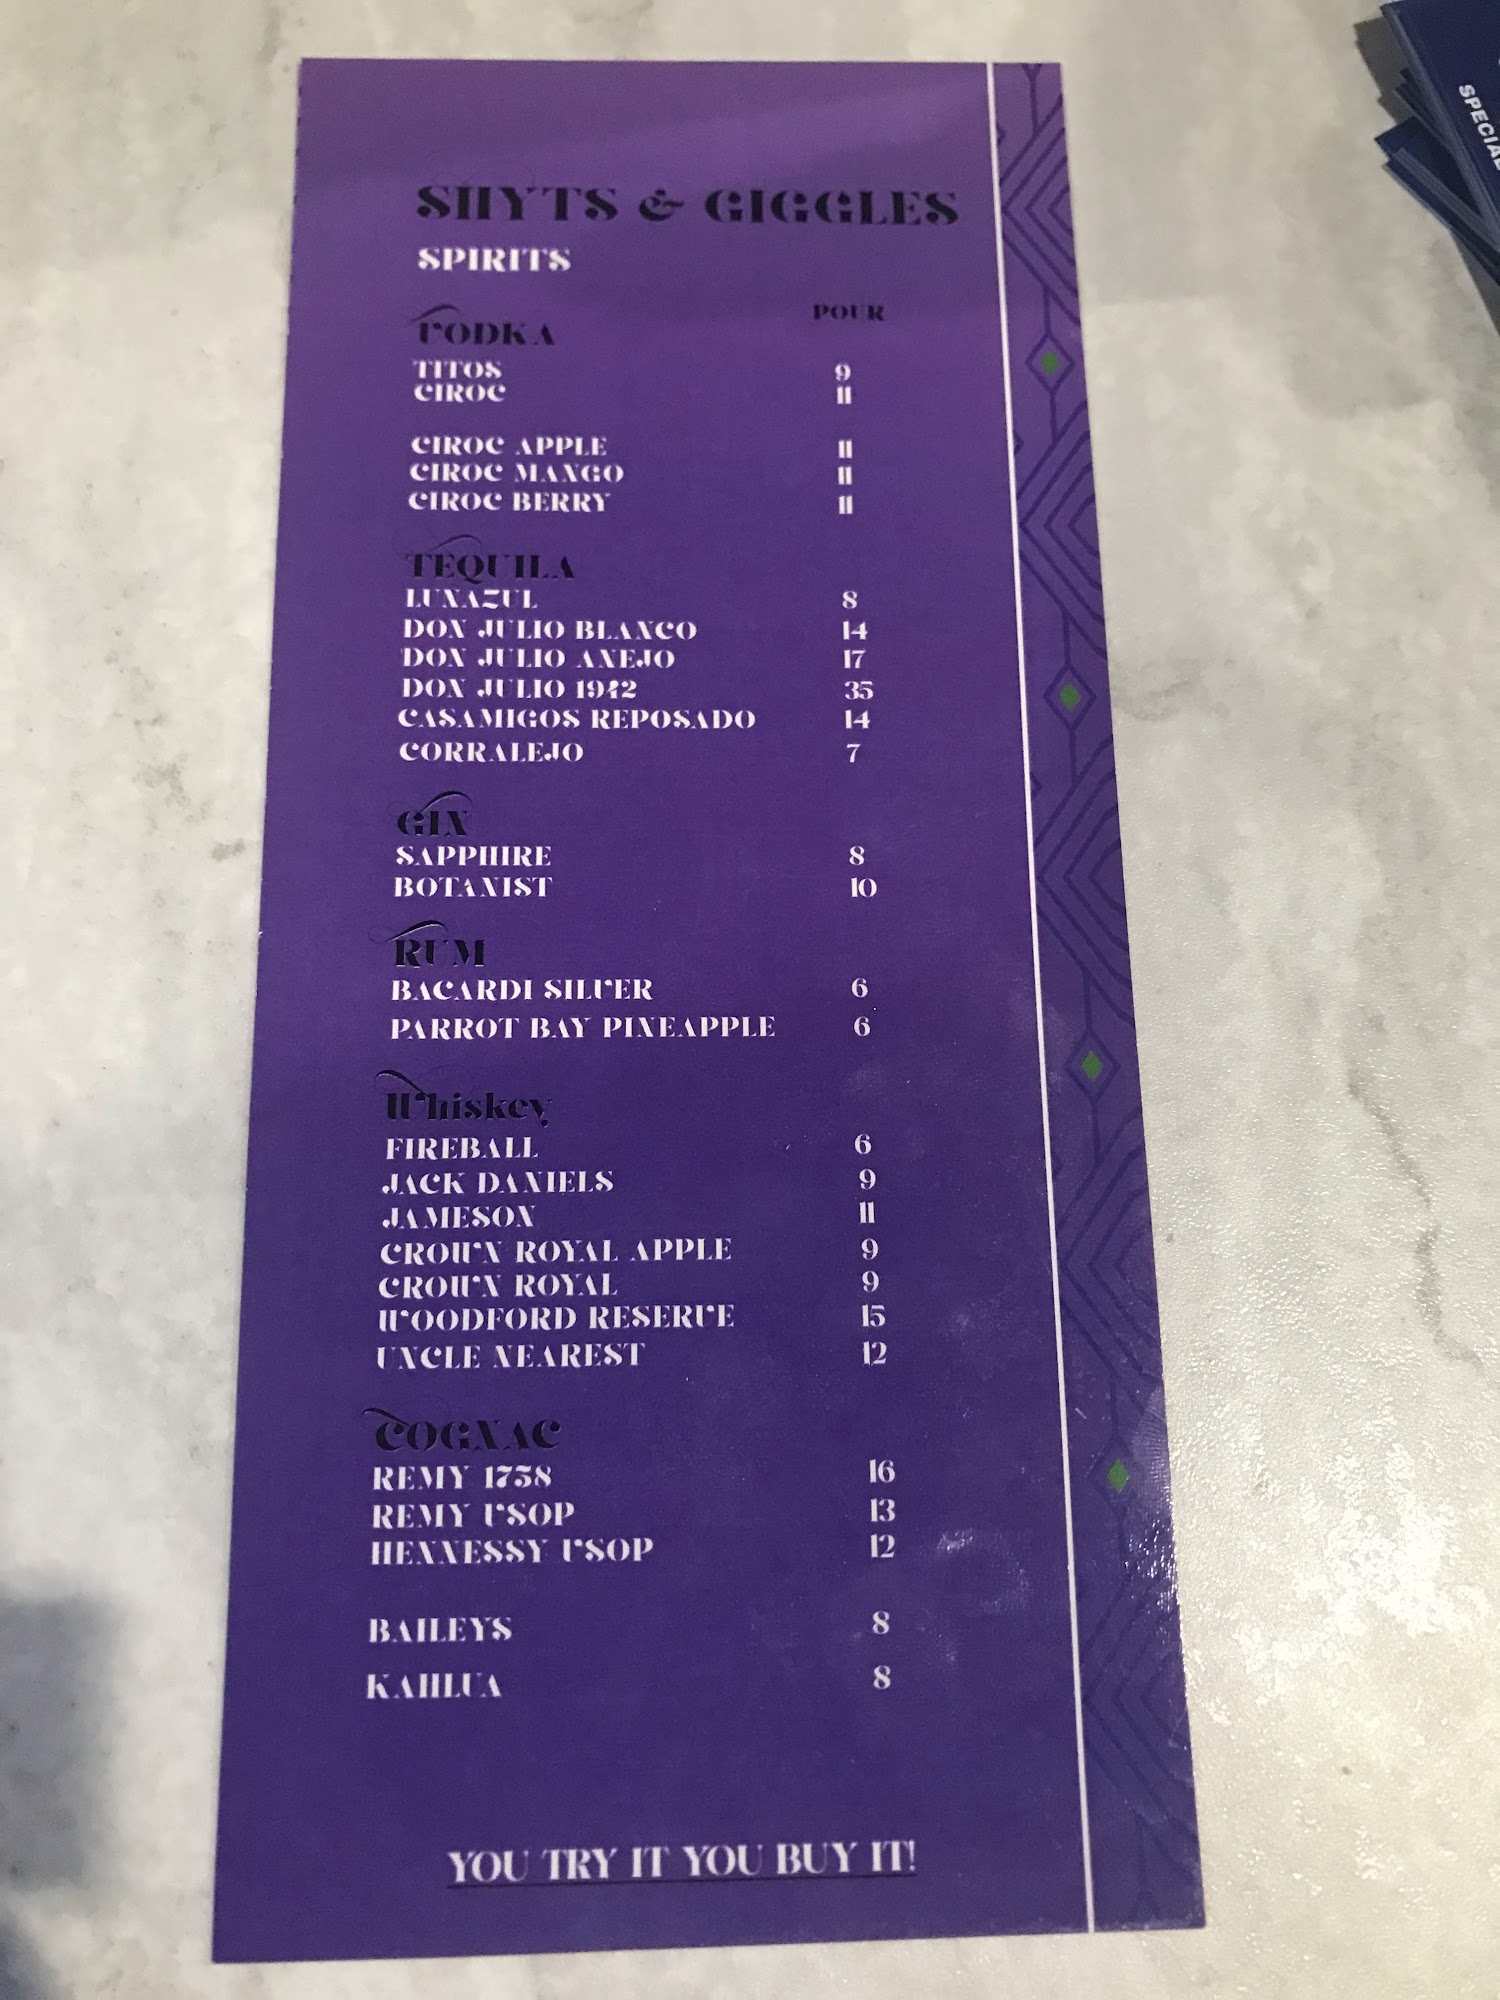 SPECIAL
SHYTS & GIGGLES
SPIRITS
POUR
VODKA
TITOS 9
CIROC 11
CIROC APPLE 11
CIROC MANGO 11
CIROC BERRY 11
TEQUILA
LUNAZUL 8
DON JULIO BLANCO 14
DON JULIO ANEJO 17
DON JULIO 1942 35
CASAMIGOS REPOSADO 14
CORRALEJO 7
GIN
SAPPHIRE 8
BOTANIST 10
RUM
BACARDI SILVER 6
PARROT BAY PINEAPPLE 6
Whiskey
FIREBALL 6
JACK DANIELS 9
JAMESON 11
CROWN ROYAL APPLE 9
CROWN ROYAL 9
WOODFORD RESERVE 15
UNCLE NEAREST 12
COGNAC
REMY 1738 16
REMY VSOP 13
HENNESSY VSOP 12
BAILEYS 8
KAHLUA 8
YOU TRY IT YOU BUY IT!